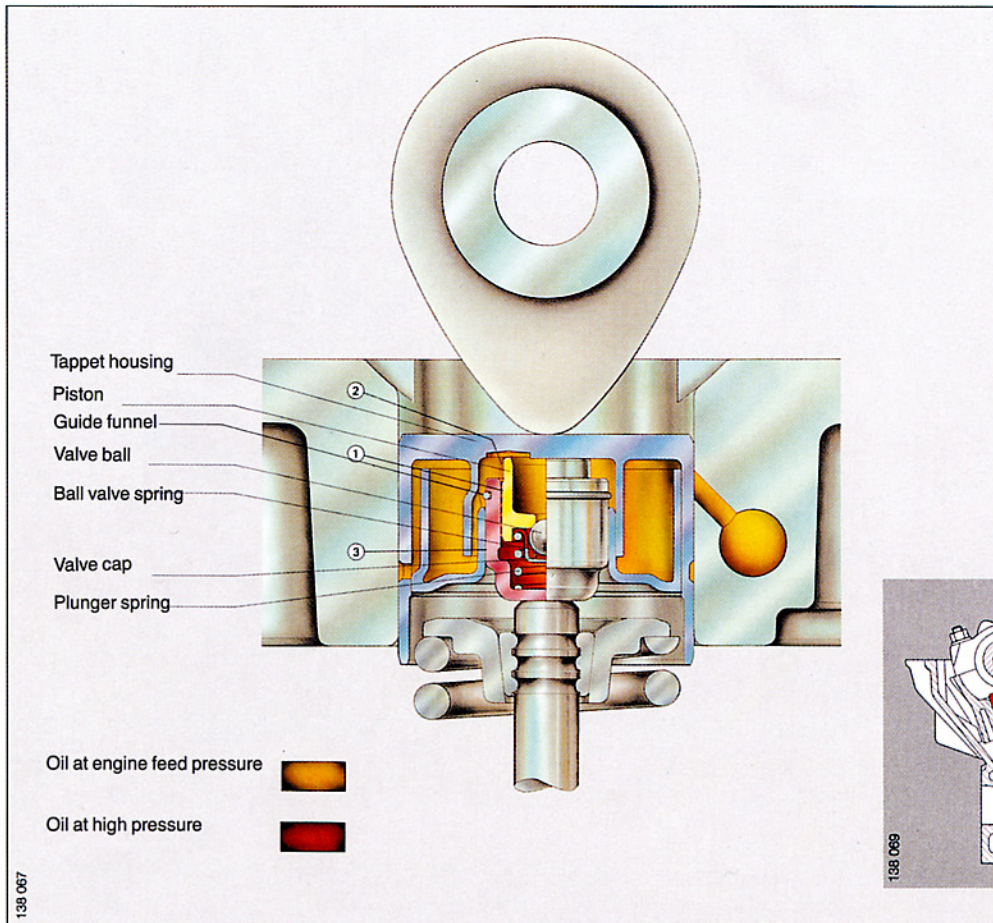 Tappet housing
②
Piston
Guide funnel
①
Valve ball
Ball valve spring
③
Valve cap
Plunger spring
Oil at engine feed pressure
Oil at high pressure
138 067
138 069